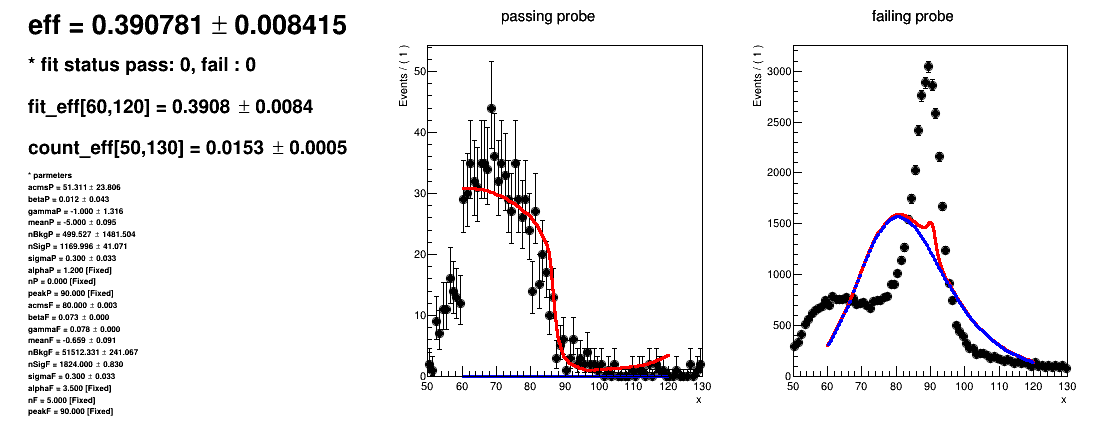 eff = 0.390781 ± 0.008415
* fit status pass: 0, fail : 0
fit_eff[60,120] = 0.3908 ± 0.0084
count_eff[50,130] = 0.0153 ± 0.0005
* parmeters
acmsP = 51.311 ± 23.806
betaP = 0.012 ± 0.043
gammaP = -1.000 ± 1.316
meanP = -5.000 ± 0.095
nBkgP = 499.527 ± 1481.504
nSigP = 1169.996 ± 41.071
sigmaP = 0.300 ± 0.033
alphaP = 1.200 [Fixed]
nP = 0.000 [Fixed]
peakP = 90.000 [Fixed]
acmsF = 80.000 ± 0.003
betaF = 0.073 ± 0.000
gammaF = 0.078 ± 0.000
meanF = -0.659 ± 0.091
nBkgF = 51512.331 ± 241.067
nSigF = 1824.000 ± 0.830
sigmaF = 0.300 ± 0.033
alphaF = 3.500 [Fixed]
nF = 5.000 [Fixed]
peakF = 90.000 [Fixed]
passing probe
Events / ( 1 )
50
40
30
20
10
0
50 60 70 80 90 100 110 120 130
x
failing probe
Events / ( 1 )
3000
2500
2000
1500
1000
500
0
50 60 70 80 90 100 110 120 130
x